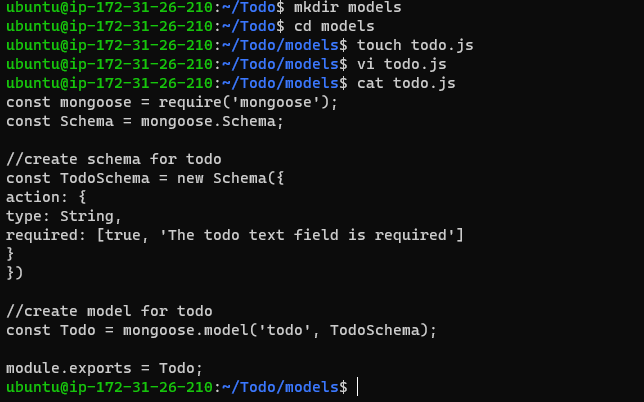 ubuntu@ip-172-31-26-210:~/Todo$ mkdir models
ubuntu@ip-172-31-26-210:~/Todo$ cd models
ubuntu@ip-172-31-26-210:~/Todo/models$ touch todo.js
ubuntu@ip-172-31-26-210:~/Todo/models$ vi todo.js
ubuntu@ip-172-31-26-210:~/Todo/models$ cat todo.js
const mongoose = require('mongoose');
const Schema = mongoose.Schema;

//create schema for todo
const TodoSchema = new Schema({
action: {
type: String,
required: [true, 'The todo text field is required']
}
})

//create model for todo
const Todo = mongoose.model('todo', TodoSchema);

module.exports = Todo;
ubuntu@ip-172-31-26-210:~/Todo/models$